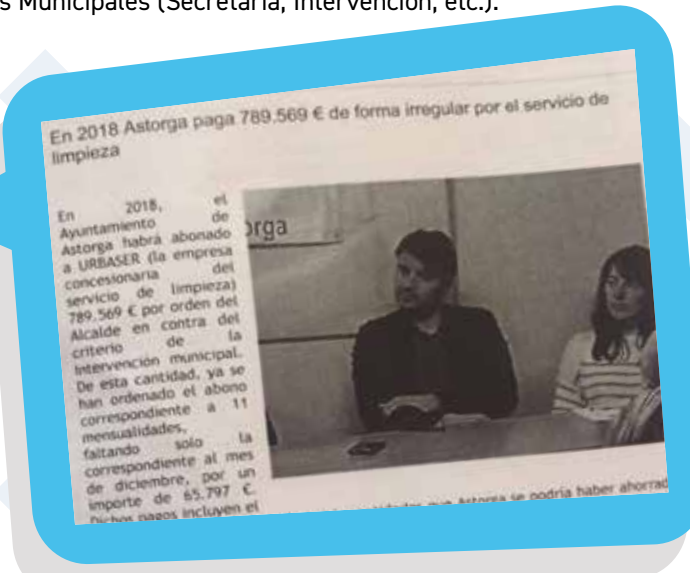 s Municipales (Secretaría, Intervención, etc.).
En 2018 Astorga paga 789.569 € de forma irregular por el servicio de
limpieza
En 2018, el
Ayuntamiento de
Astorga habrá abonado
a URBASER (la empresa
concesionaria del
servicio de limpieza)
789.569 € por orden del
Alcalde en contra del
criterio de la
Intervención municipal.
De esta cantidad, ya se
han ordenado el abono
correspondiente a 11
mensualidades,
faltando solo la
correspondiente al mes
de diciembre, por un
importe de 65.797 €.
Dichos pagos incluyen el
orga
que Astorga se podría haber ahorrad